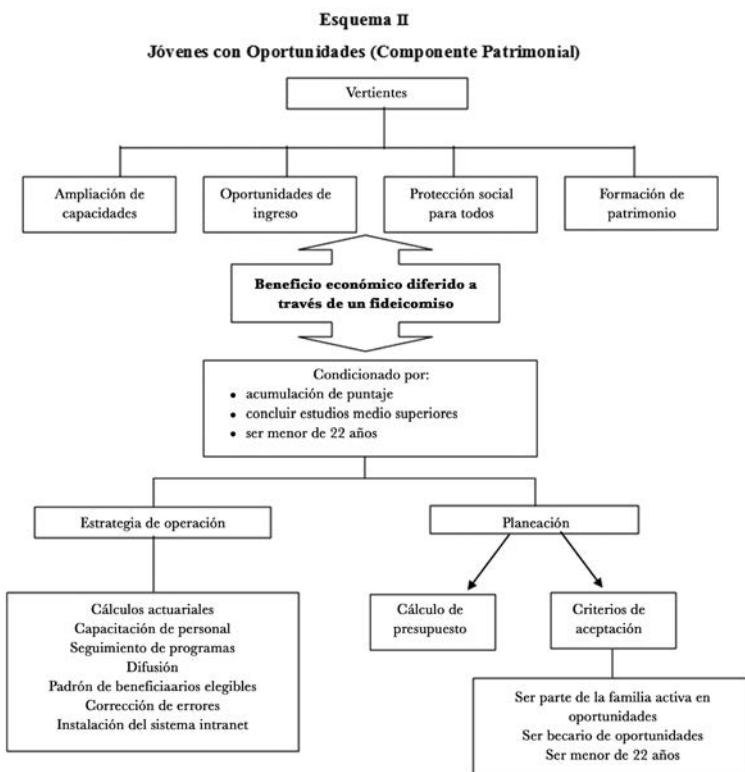 Esquema II
Jóvenes con Oportunidades (Componente Patrimonial)
Vertientes
Ampliación de
capacidades
Oportunidades de
ingreso
Protección social
para todos
Formación de
patrimonio
Beneficio económico diferido a
través de un fideicomiso
Condicionado por:
• acumulación de puntaje
• concluir estudios medio superiores
• ser menor de 22 años
Estrategia de operación
Planeación
Cálculos actuariales
Capacitación de personal
Seguimiento de programas
Difusión
Padrón de beneficiaarios elegibles
Corrección de errores
Instalación del sistema intranet
Cálculo de
presupuesto
Criterios de
aceptación
Ser parte de la familia activa en
oportunidades
Ser becario de oportunidades
Ser menor de 22 años